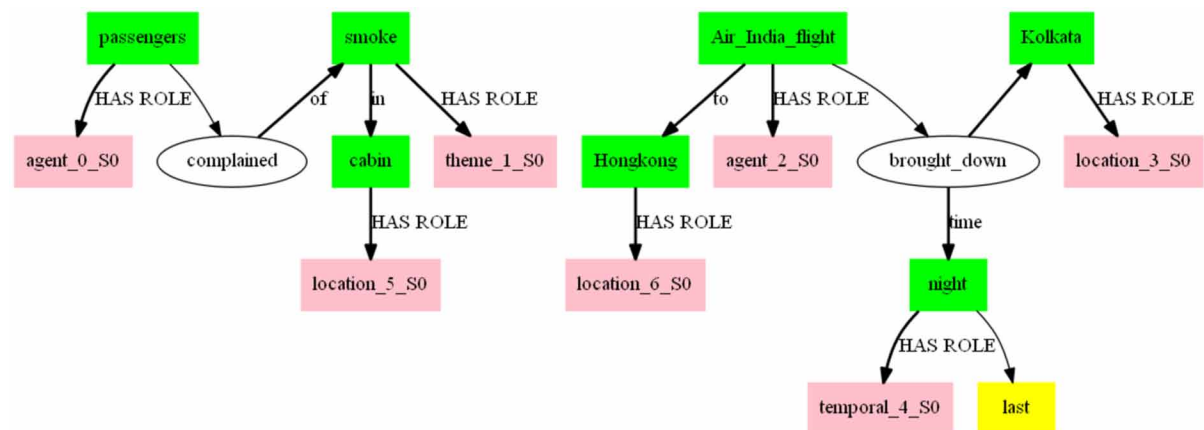 passengers smoke Air_India_flight Kolkata
HAS ROLE of in HAS ROLE to HAS ROLE HAS ROLE
agent_0_S0 complained cabin theme_1_S0 Hongkong agent_2_S0 brought_down location_3_S0
HAS ROLE HAS ROLE time
location_5_S0 location_6_S0 night
HAS ROLE
temporal_4_S0 last